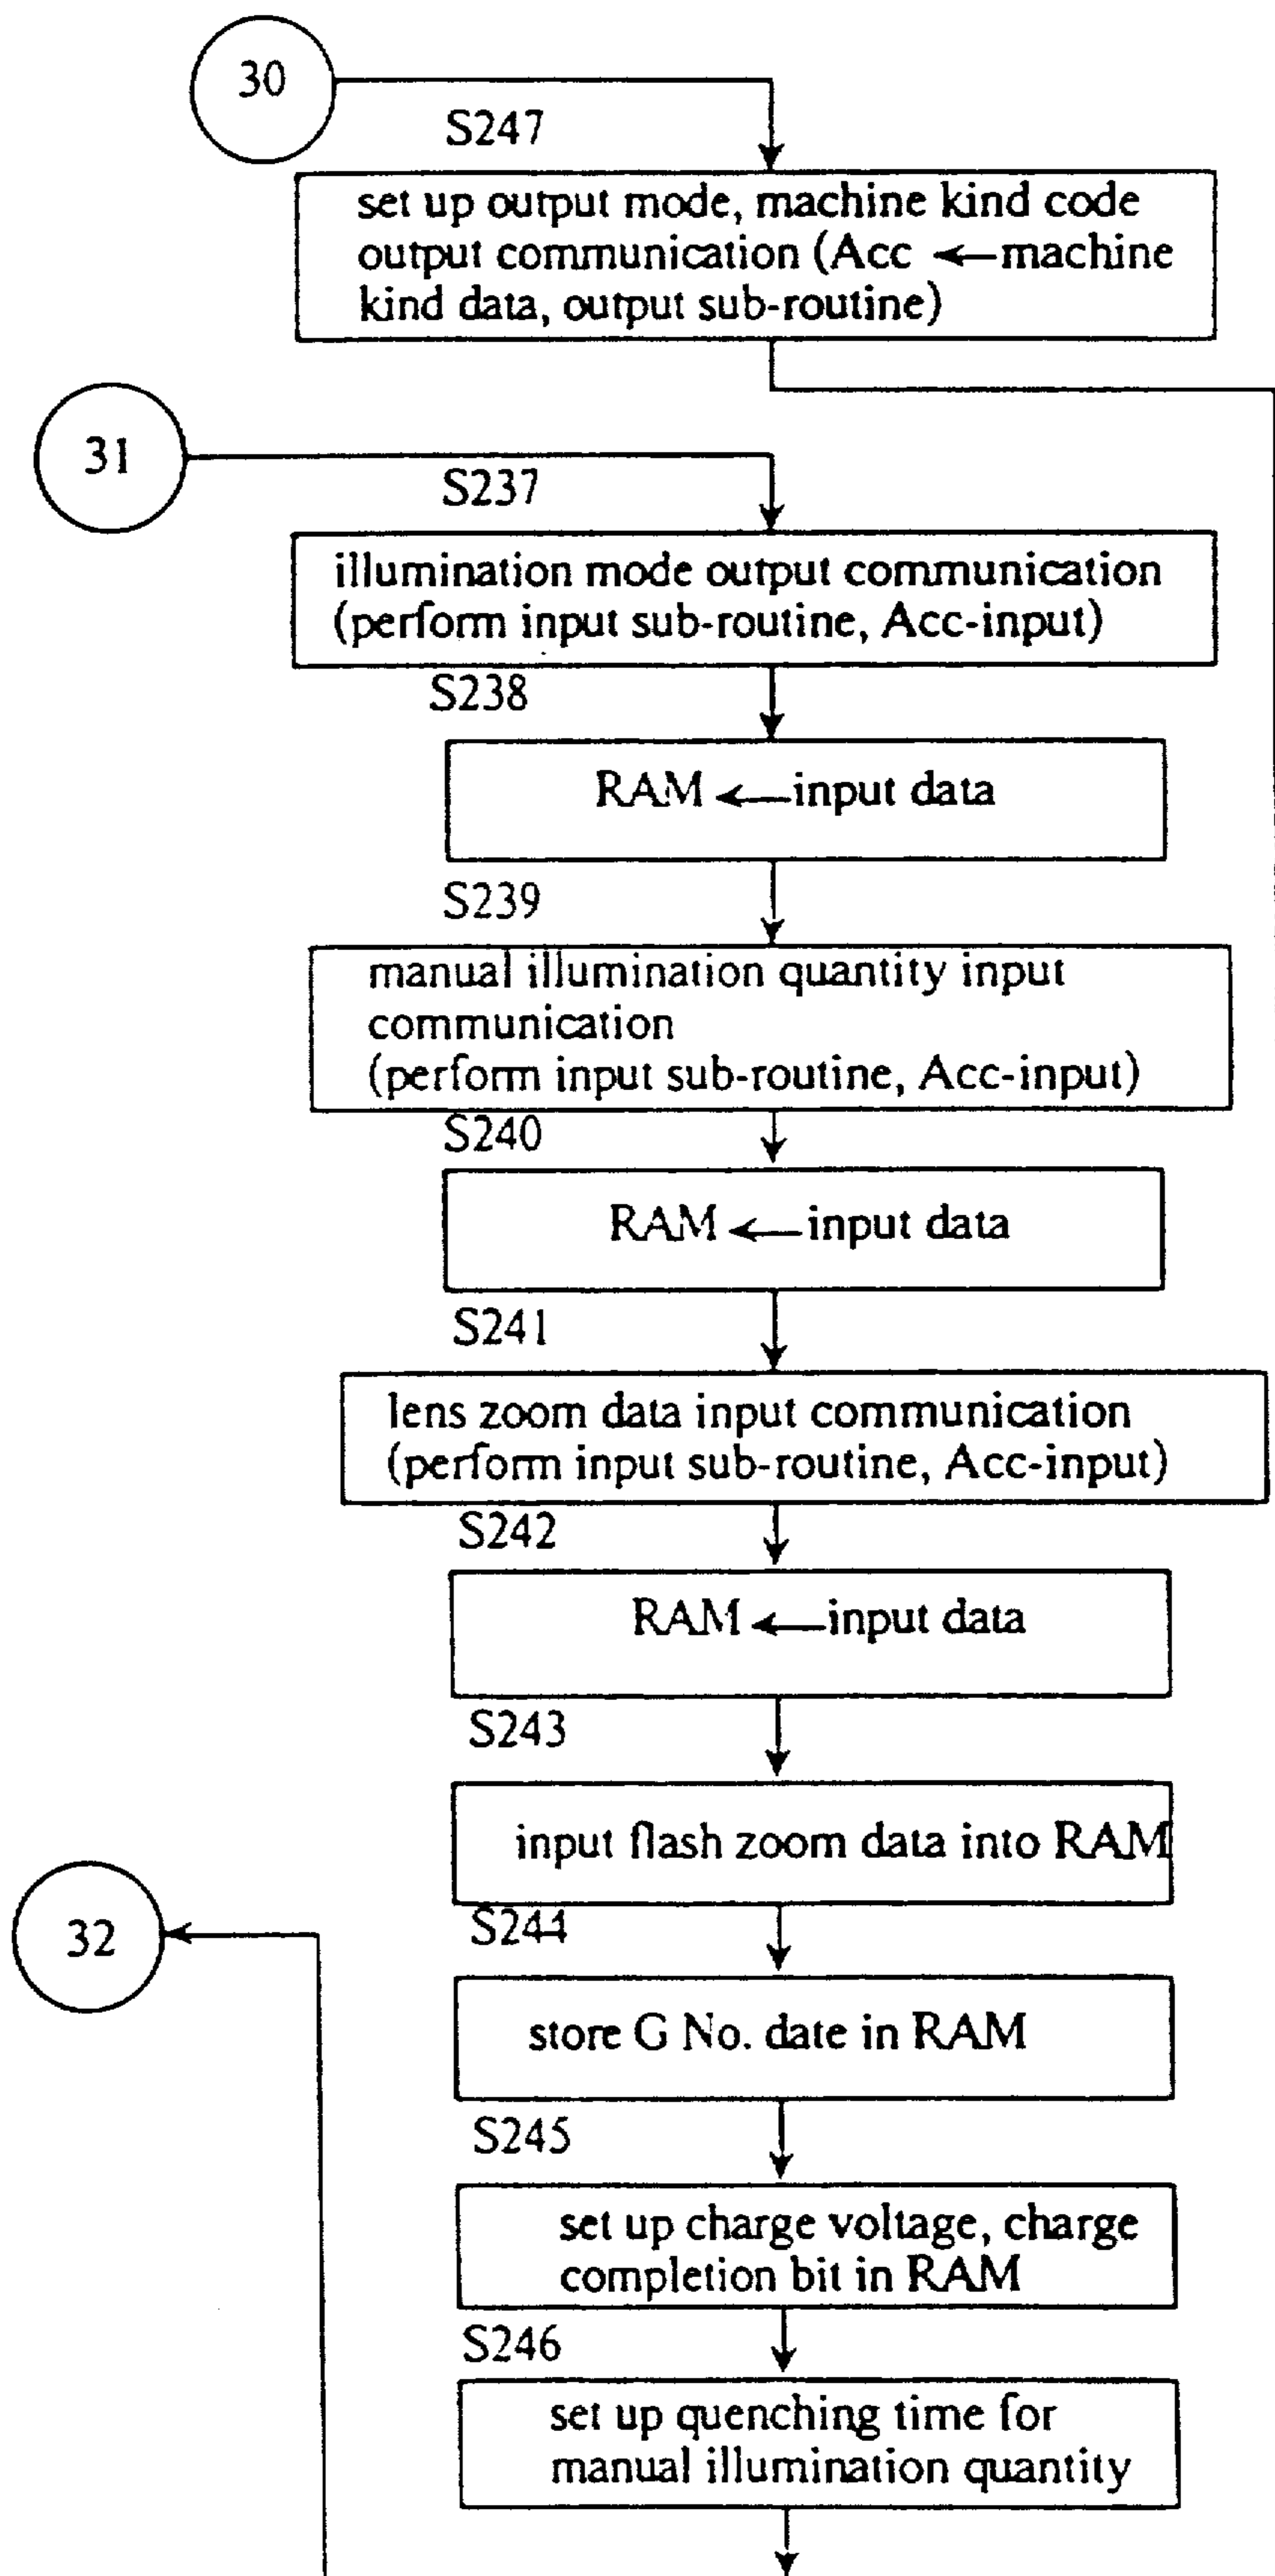 30
S247
set up output mode, machine kind code
output communication (Acc ← machine
kind data, output sub-routine)
31
S237
illumination mode output communication
(perform input sub-routine, Acc-input)
S238
RAM ← input data
S239
manual illumination quantity input
communication
(perform input sub-routine, Acc-input)
S240
RAM ← input data
S241
lens zoom data input communication
(perform input sub-routine, Acc-input)
S242
RAM ← input data
S243
input flash zoom data into RAM
S244
32
store G No. date in RAM
S245
set up charge voltage, charge
completion bit in RAM
S246
set up quenching time for
manual illumination quantity